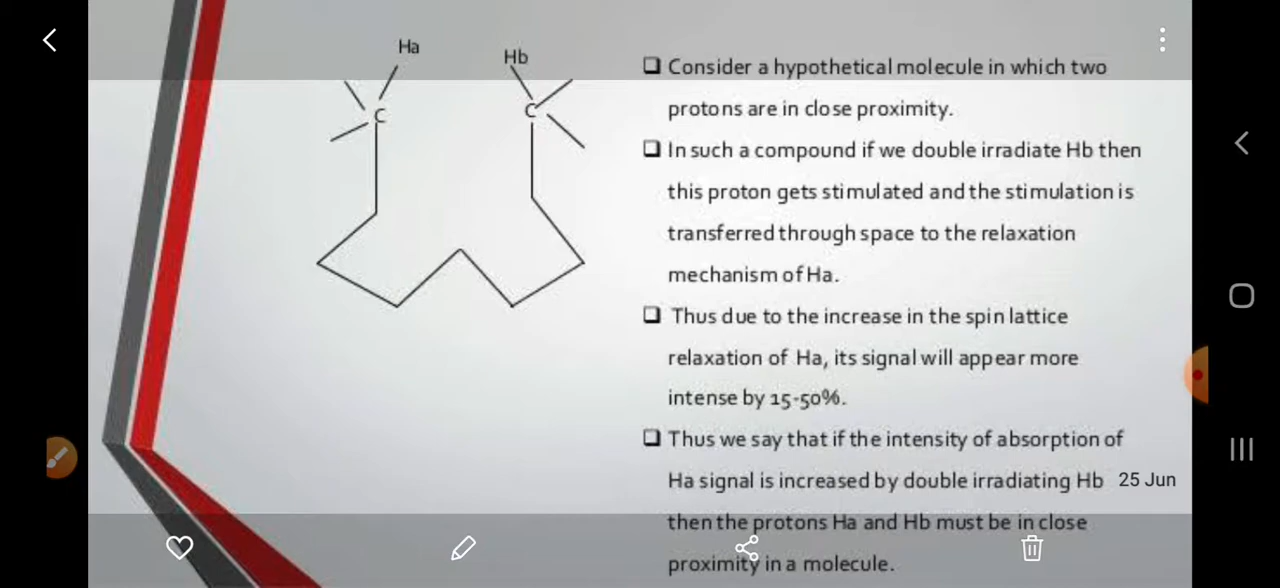 Ha
Hb
C
C
❑ Consider a hypothetical molecule in which two
protons are in close proximity.
❑ In such a compound if we double irradiate Hb then
this proton gets stimulated and the stimulation is
transferred through space to the relaxation
mechanism of Ha.
❑ Thus due to the increase in the spin lattice
relaxation of Ha, its signal will appear more
intense by 15-50%.
❑ Thus we say that if the intensity of absorption of
Ha signal is increased by double irradiating Hb
then the protons Ha and Hb must be in close
proximity in a molecule.
25 Jun